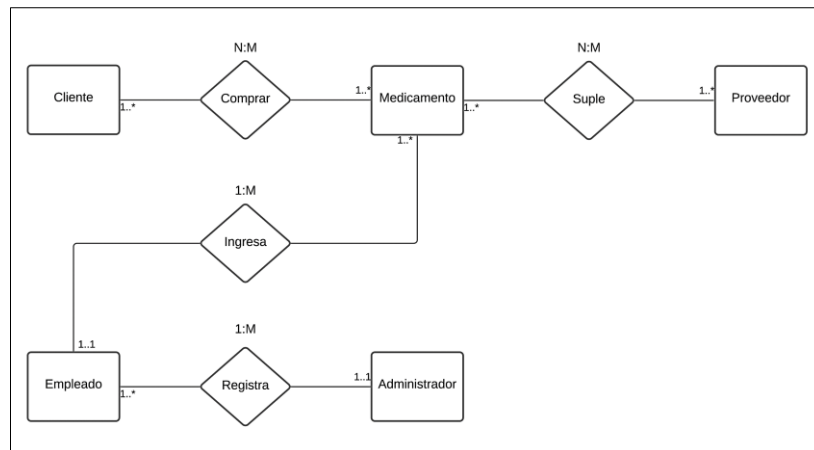 N:M
N:M
Cliente
1..*
Comprar
1..*
Medicamento
1..*
Suple
1..*
Proveedor
1..*
1:M
Ingresa
1..1
1:M
Empleado
1..*
Registra
1..1
Administrador